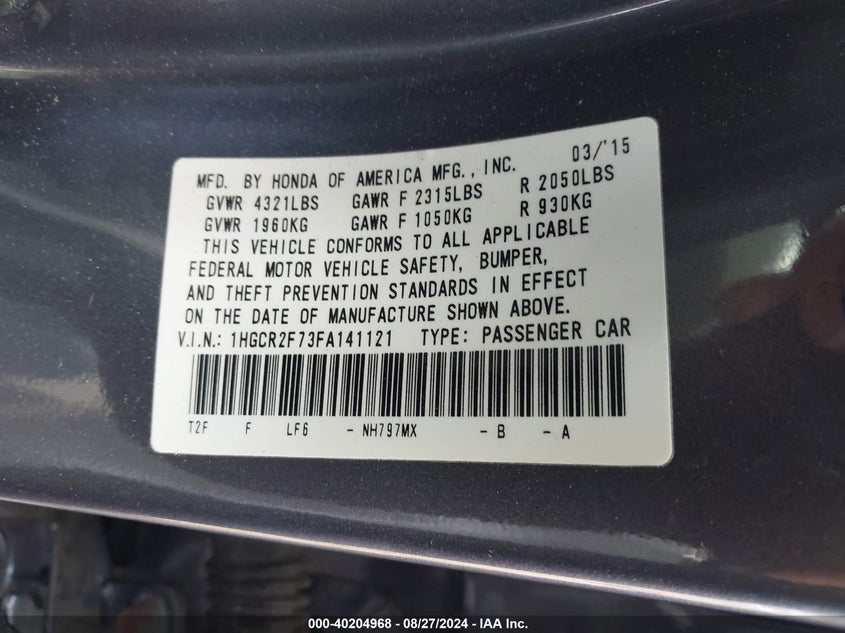 03/'15
MFD. BY HONDA OF AMERICA MFG., INC.
GVWR 4321LBS GAWR F 2315LBS R 2050LBS
GVWR 1960KG GAWR F 1050KG R 930KG
THIS VEHICLE CONFORMS TO ALL APPLICABLE
FEDERAL MOTOR VEHICLE SAFETY, BUMPER,
AND THEFT PREVENTION STANDARDS IN EFFECT
ON THE DATE OF MANUFACTURE SHOWN ABOVE.
V.I.N.: 1HGCR2F73FA141121 TYPE: PASSENGER CAR
T2F F LF6 - NH797MX - B - A
000-40204968 - 08/27/2024 - IAA Inc.